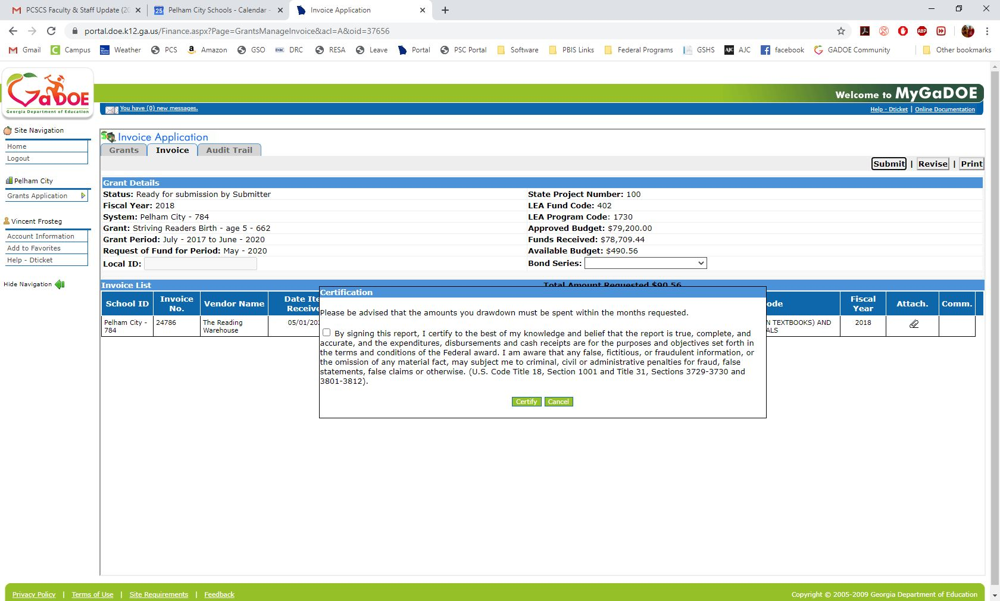 PCSCS Faculty & Staff Update (20
Pelham City Schools - Calendar -
Invoice Application
portal.doe.k12.ga.us/Finance.aspx?Page=GrantsManageInvoice&acl=A&oid=37656
Gmail Campus Weather PCS Amazon GSO DRC RESA Leave Portal PSC Portal Software PBIS Links Federal Programs GSHS AJC facebook GADOE Community Other bookmarks
GaDOE
Georgia Department of Education
Welcome to MyGaDOE
You have (0) new messages.
Help - Dticket | Online Documentation
Site Navigation
Home
Logout
Pelham City
Grants Application
Vincent Frosteg
Account Information
Add to Favorites
Help - Dticket
Hide Navigation
Invoice Application
Grants Invoice Audit Trail
Submit | Revise | Print
Grant Details
Status: Ready for submission by Submitter
State Project Number: 100
Fiscal Year: 2018
LEA Fund Code: 402
System: Pelham City - 784
LEA Program Code: 1730
Grant: Striving Readers Birth - age 5 - 662
Approved Budget: $79,200.00
Grant Period: July - 2017 to June - 2020
Funds Received: $78,709.44
Request of Fund for Period: May - 2020
Available Budget: $490.56
Local ID:
Bond Series:
Invoice List
Total Amount Requested $90.56
School ID
Invoice No.
Vendor Name
Date Ite
Receive
ode
Fiscal Year
Attach.
Comm.
Pelham City - 784
24786
The Reading Warehouse
05/01/202
N TEXTBOOKS) AND
ALS
2018
Certification
Please be advised that the amounts you drawdown must be spent within the months requested.
By signing this report, I certify to the best of my knowledge and belief that the report is true, complete, and
accurate, and the expenditures, disbursements and cash receipts are for the purposes and objectives set forth in
the terms and conditions of the Federal award. I am aware that any false, fictitious, or fraudulent information, or
the omission of any material fact, may subject me to criminal, civil or administrative penalties for fraud, false
statements, false claims or otherwise. (U.S. Code Title 18, Section 1001 and Title 31, Sections 3729-3730 and
3801-3812).
Certify Cancel
Privacy Policy | Terms of Use | Site Requirements | Feedback
Copyright © 2005-2009 Georgia Department of Education